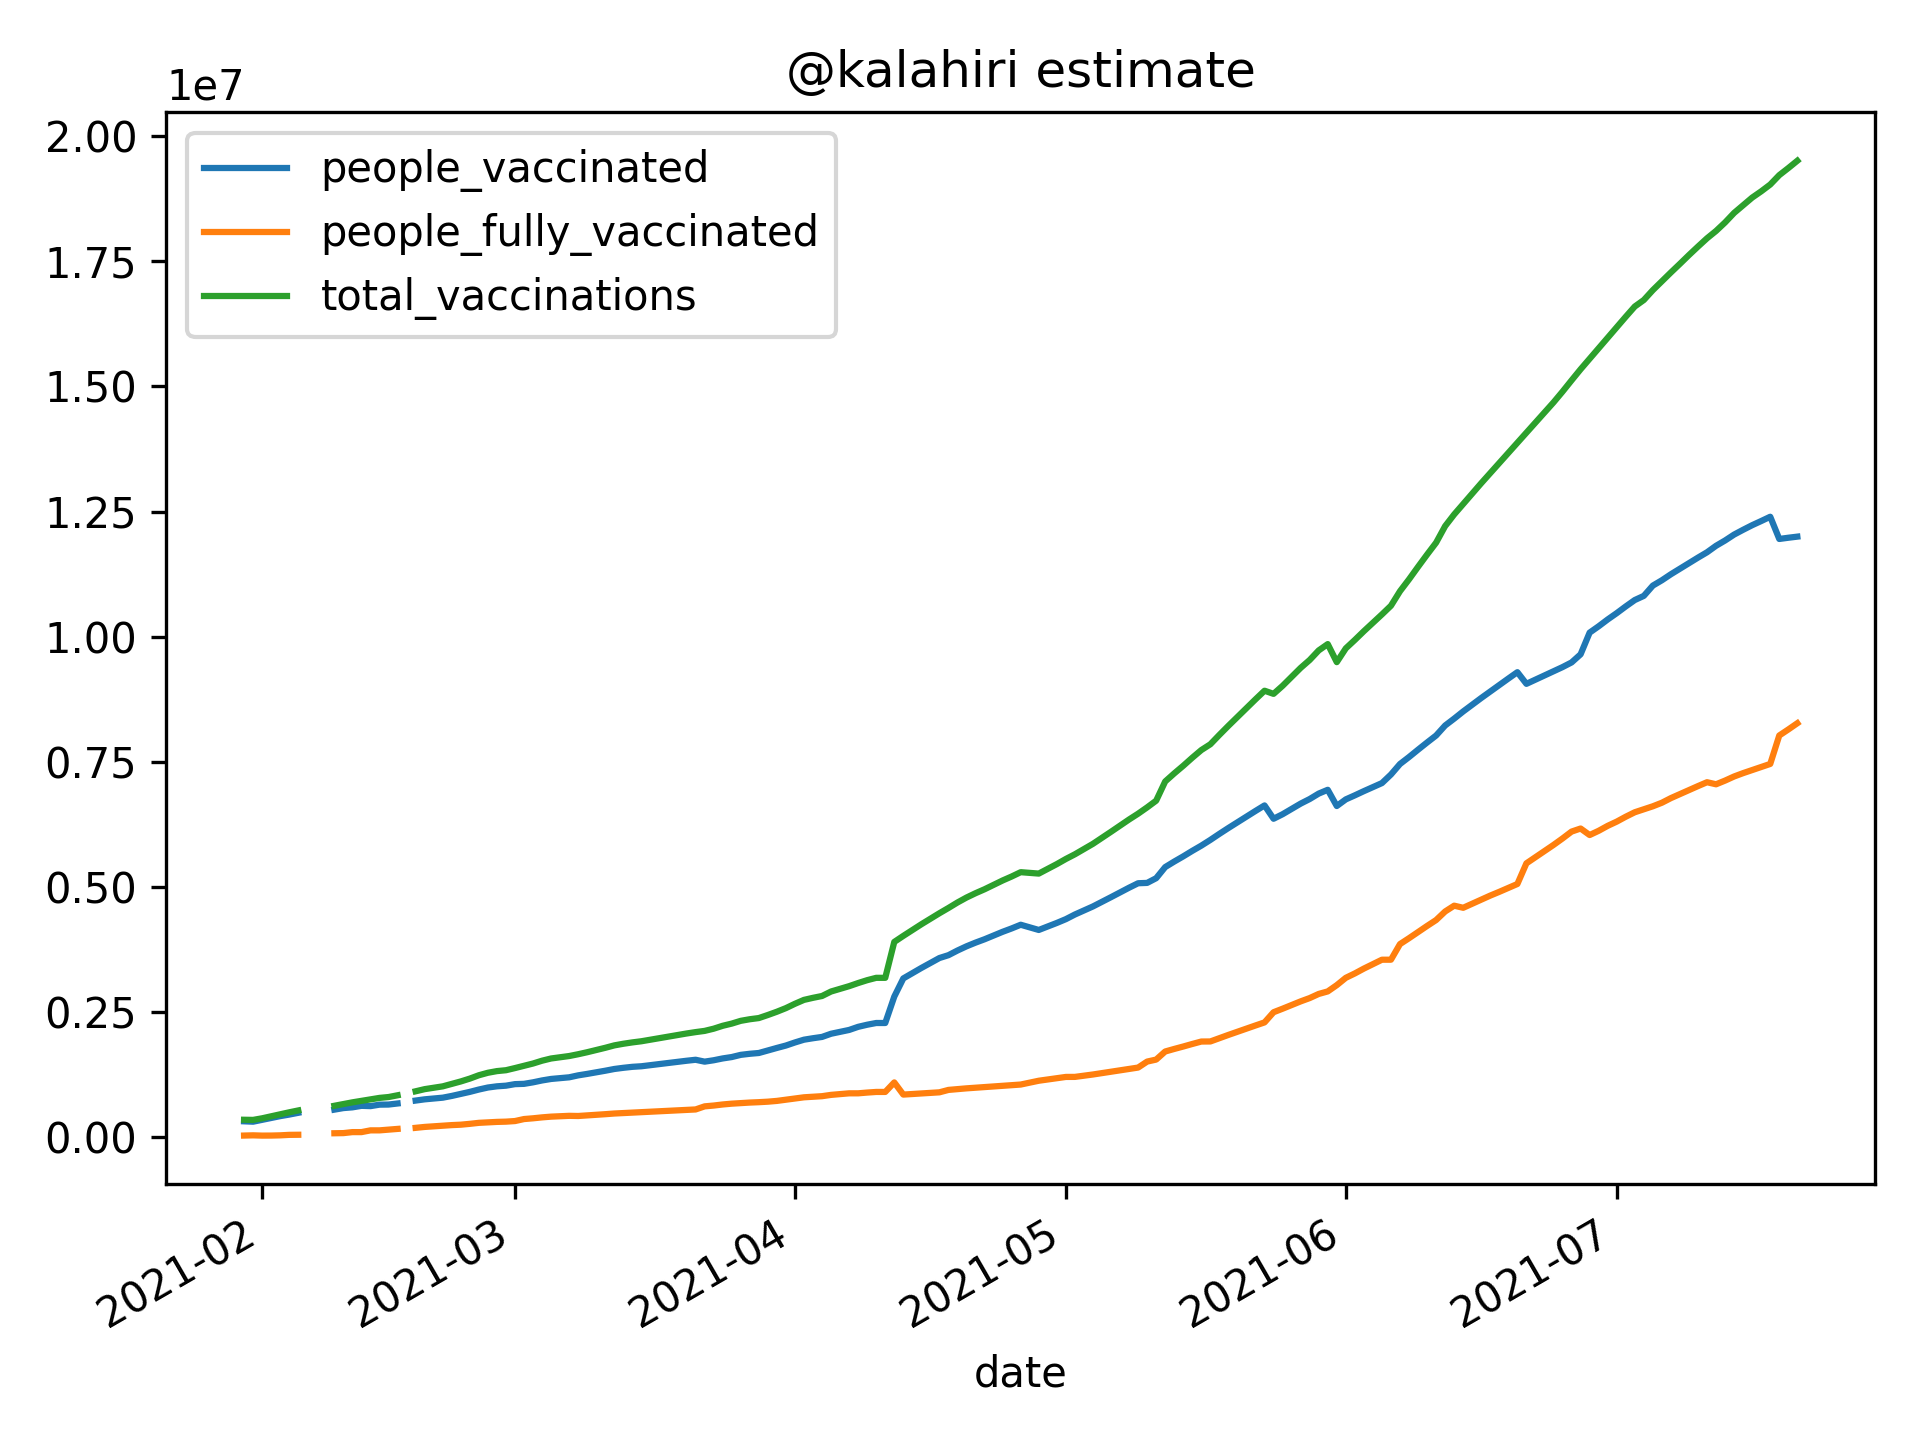 @kalahiri estimate
1e7
2.00
1.75
1.50
1.25
1.00
0.75
0.50
0.25
0.00
people_vaccinated
people_fully_vaccinated
total_vaccinations
2021-02
2021-03
2021-04
2021-05
2021-06
2021-07
date